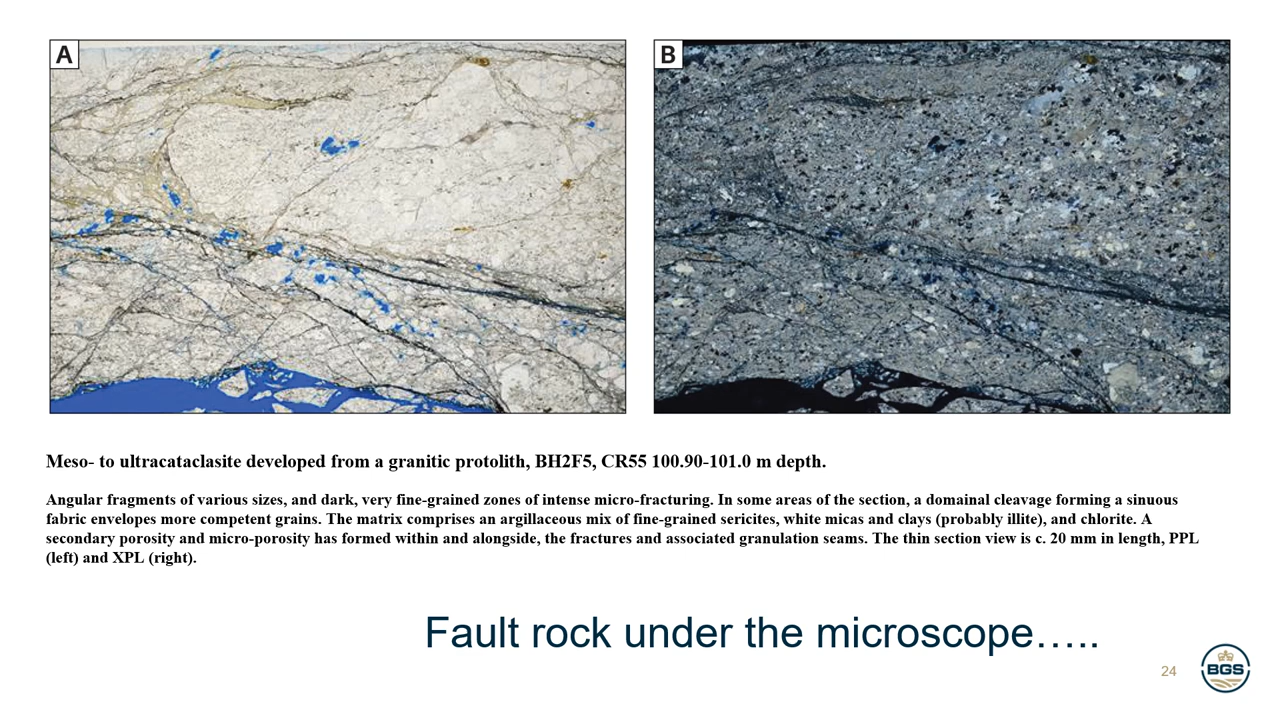 A
B
Meso- to ultracataclasite developed from a granitic protolith, BH2F5, CR55 100.90-101.0 m depth.
Angular fragments of various sizes, and dark, very fine-grained zones of intense micro-fracturing. In some areas of the section, a domainal cleavage forming a sinuous
fabric envelopes more competent grains. The matrix comprises an argillaceous mix of fine-grained sericites, white micas and clays (probably illite), and chlorite. A
secondary porosity and micro-porosity has formed within and alongside, the fractures and associated granulation seams. The thin section view is c. 20 mm in length, PPL
(left) and XPL (right).
Fault rock under the microscope…..
24
BGS